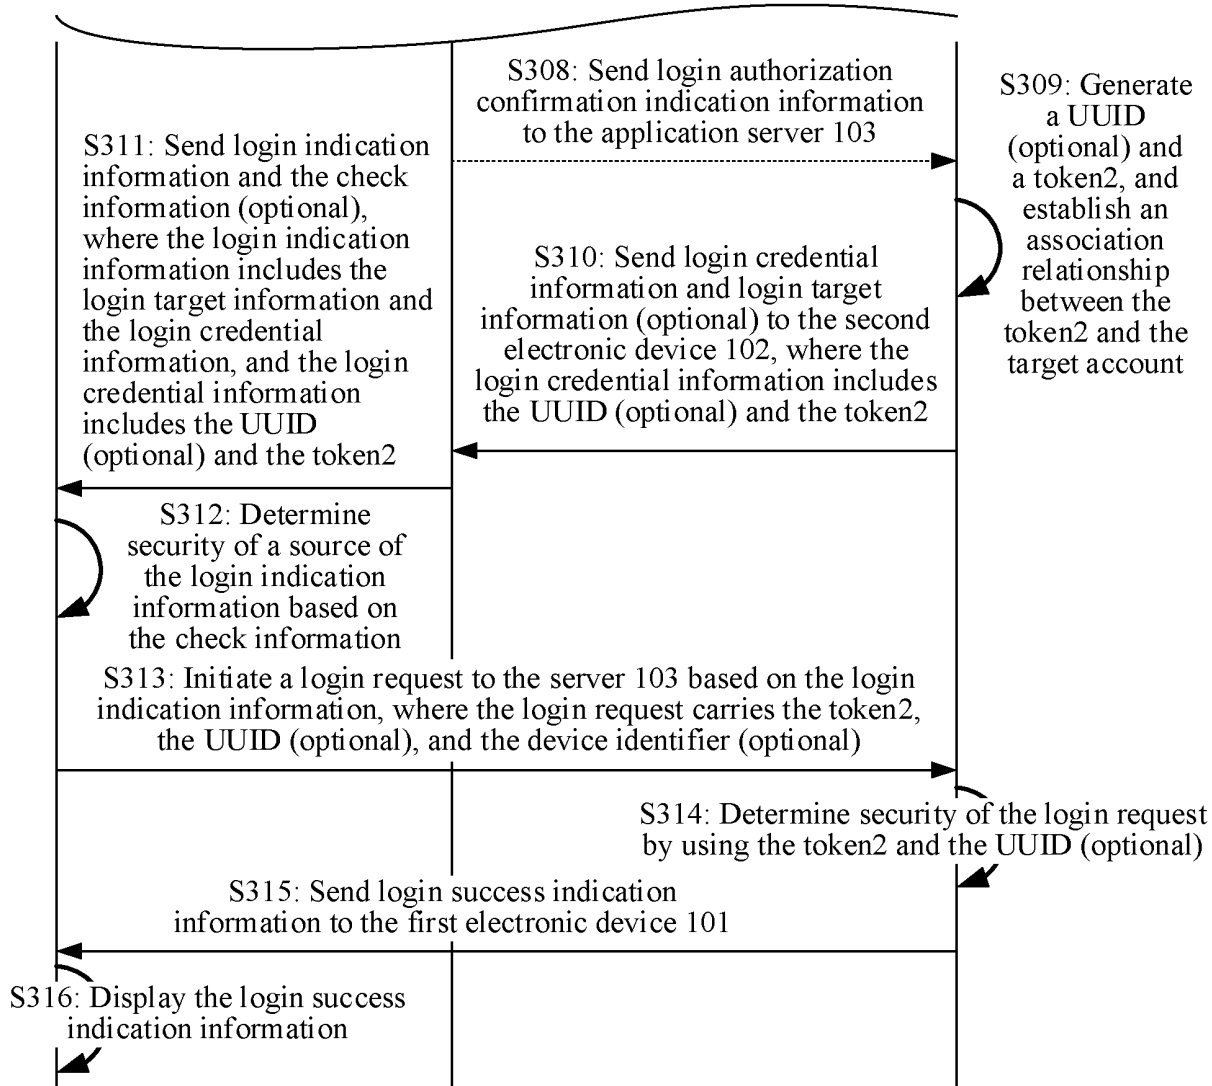 S308: Send login authorization
confirmation indication information
to the application server 103
S309: Generate
a UUID
(optional) and
a token2, and
establish an
association
relationship
between the
token2 and the
target account
S310: Send login credential
information and login target
information (optional) to the second
electronic device 102, where the
login credential information includes
the UUID (optional) and the token2
S311: Send login indication
information and the check
information (optional),
where the login indication
information includes the
login target information and
the login credential
information, and the login
credential information
includes the UUID
(optional) and the token2
S312: Determine
security of a source of
the login indication
information based on
the check information
S313: Initiate a login request to the server 103 based on the login
indication information, where the login request carries the token2,
the UUID (optional), and the device identifier (optional)
S314: Determine security of the login request
by using the token2 and the UUID (optional)
S315: Send login success indication
information to the first electronic device 101
S316: Display the login success
indication information